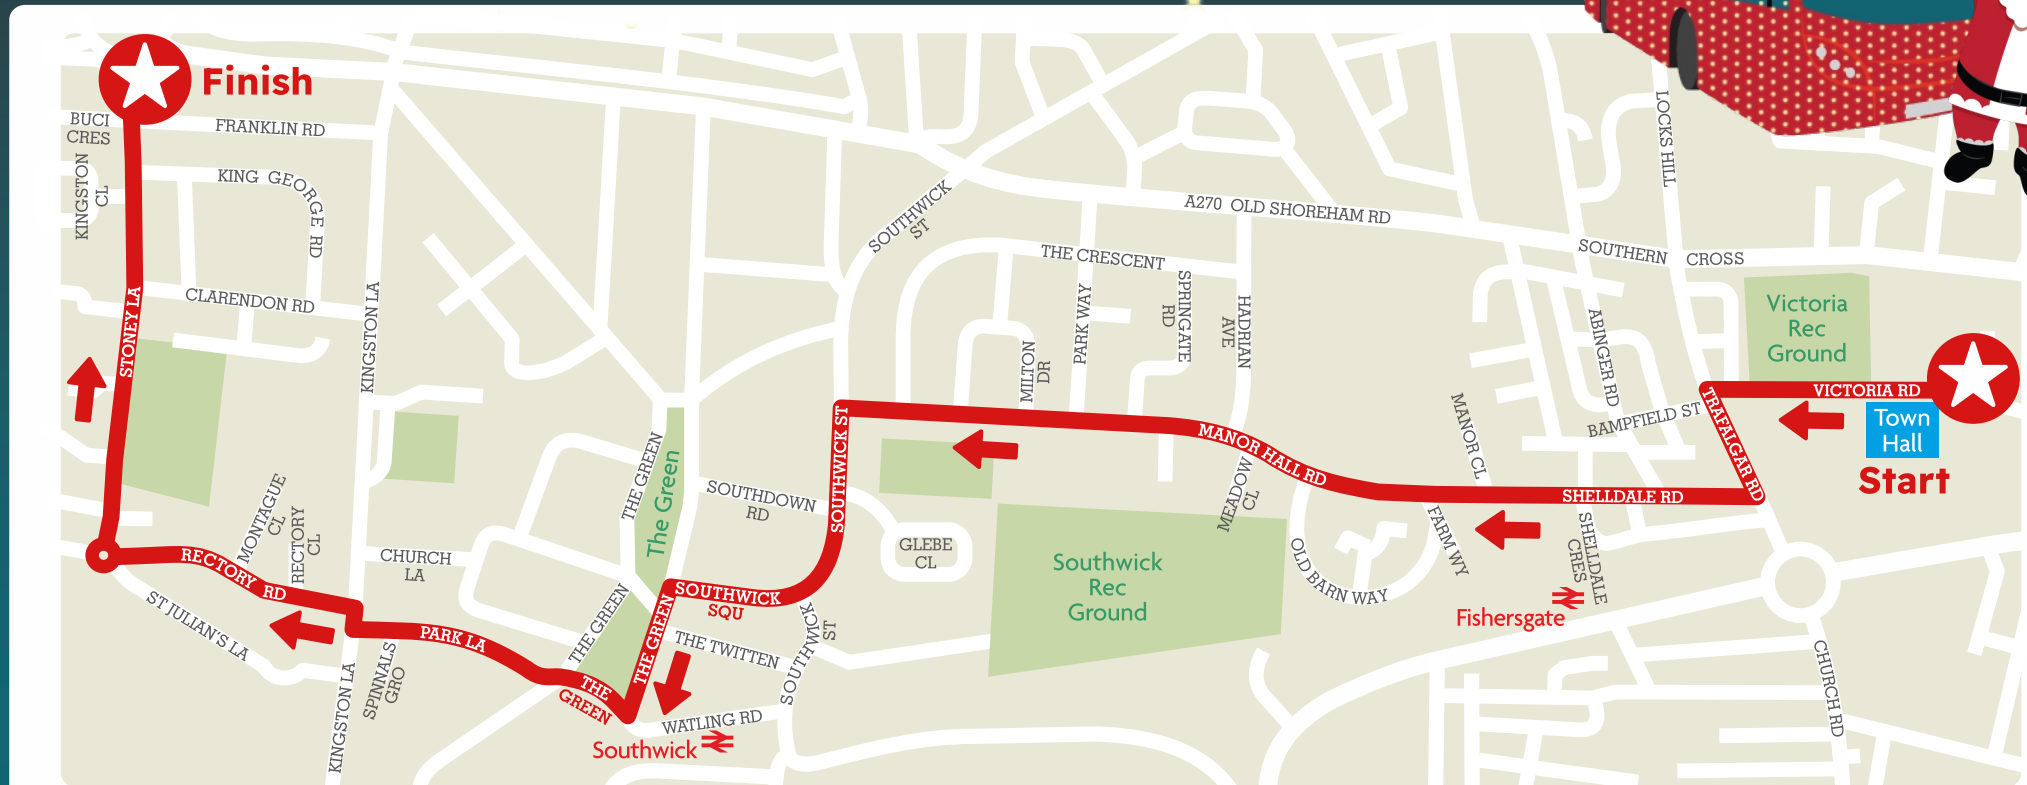 Finish
BUCI
CRES
FRANKLIN RD
KINGSTON
CL
KING GEORGE RD
CLARENDON RD
STONEY LA
KINGSTON LA
SOUTHWICK
ST
A270 OLD SHOREHAM RD
THE CRESCENT
PARK WAY
SPRINGATE
RD
HADRIAN
AVE
MILTON
DR
LOCKS HILL
SOUTHERN CROSS
Victoria
Rec
Ground
ABINGER RD
BAMPFIELD ST
MANOR CL
TRAFALGAR RD
VICTORIA RD
Town
Hall
Start
SHELLDALE RD
MANOR HALL RD
MEADOW
CL
SOUTHWICK ST
THE GREEN
The Green
SOUTHDOWN
RD
GLEBE
CL
Southwick
Rec
Ground
OLD BARN WAY
FARM WY
SHELLDALE
CRES
Fishersgate
CHURCH RD
MONTAGUE
CL
RECTORY
CL
CHURCH
LA
RECTORY RD
ST JULIAN'S LA
PARK LA
SPINNALS
GRO
KINGSTON LA
THE GREEN
THE
GREEN
THE GREEN
SOUTHWICK
SQU
THE TWITTEN
SOUTHWICK
ST
WATLING RD
Southwick